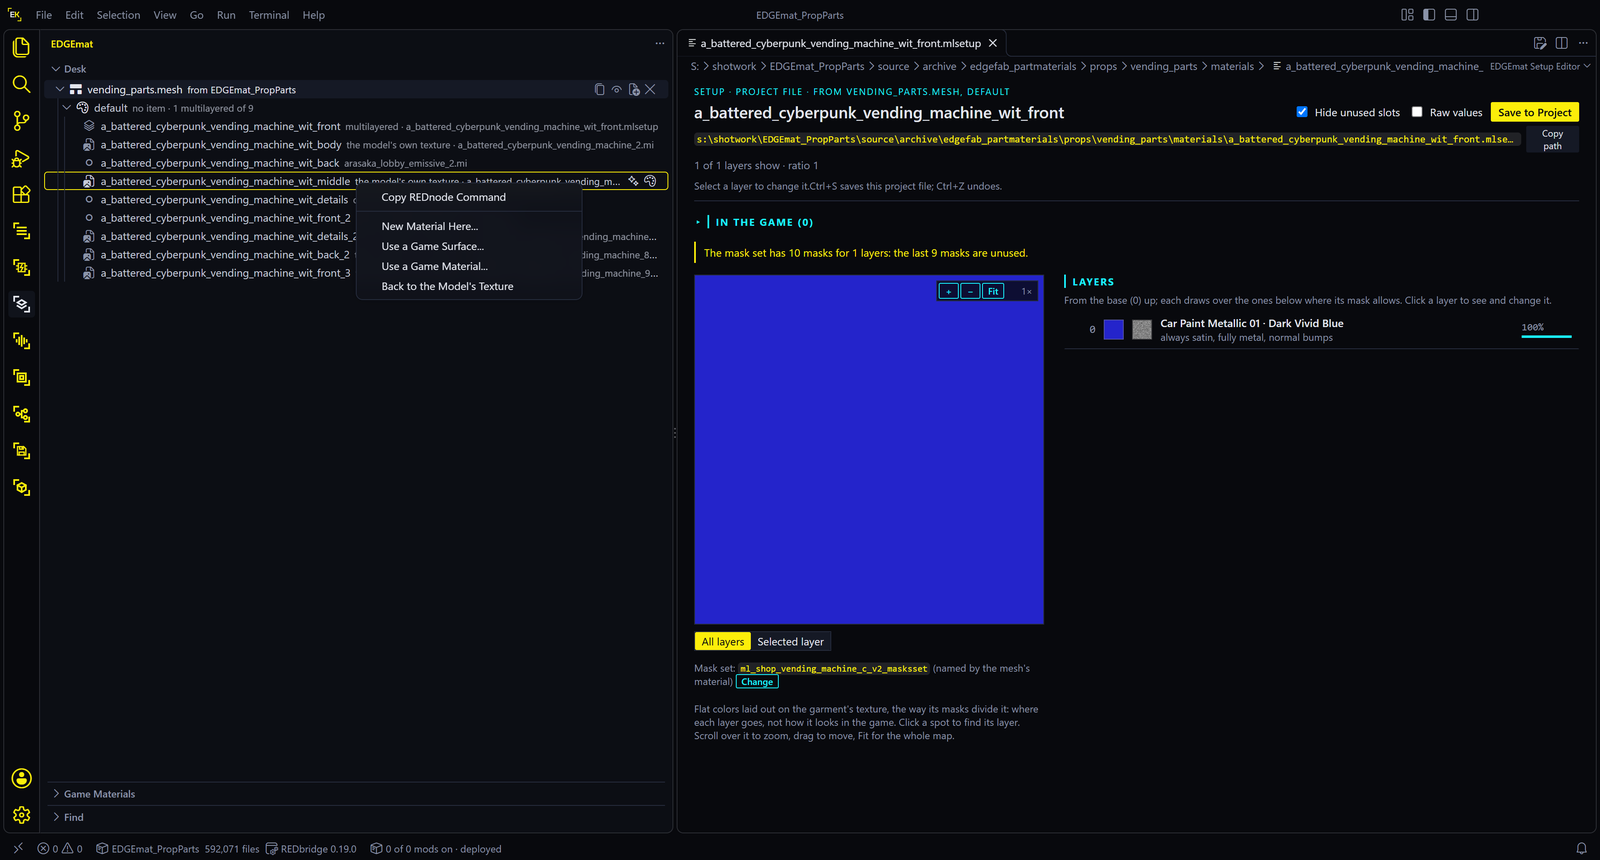 EK
File Edit Selection View Go Run Terminal Help
EDGEmat_PropParts
EDGEmat
Desk
vending_parts.mesh from EDGEmat_PropParts
default no item · 1 multilayered of 9
a_battered_cyberpunk_vending_machine_wit_front multilayered · a_battered_cyberpunk_vending_machine_wit_front.mlsetup
a_battered_cyberpunk_vending_machine_wit_body the model's own texture · a_battered_cyberpunk_vending_machine_2.mi
a_battered_cyberpunk_vending_machine_wit_back arasaka_lobby_emissive_2.mi
a_battered_cyberpunk_vending_machine_wit_middle the model's own texture · a_battered_cyberpunk_vending_m...
a_battered_cyberpunk_vending_machine_wit_details
a_battered_cyberpunk_vending_machine_wit_front_2
a_battered_cyberpunk_vending_machine_wit_details_2 nding_machine...
a_battered_cyberpunk_vending_machine_wit_back_2 nding_machine_8...
a_battered_cyberpunk_vending_machine_wit_front_3 nding_machine_9...
Copy REDnode Command
New Material Here...
Use a Game Surface...
Use a Game Material...
Back to the Model's Texture
Game Materials
Find
a_battered_cyberpunk_vending_machine_wit_front.mlsetup
S: > shotwork > EDGEmat_PropParts > source > archive > edgefab_partmaterials > props > vending_parts > materials > a_battered_cyberpunk_vending_machine_ EDGEmat Setup Editor
SETUP · PROJECT FILE · FROM VENDING_PARTS.MESH, DEFAULT
a_battered_cyberpunk_vending_machine_wit_front
Hide unused slots Raw values Save to Project
s:\shotwork\EDGEmat_PropParts\source\archive\edgefab_partmaterials\props\vending_parts\materials\a_battered_cyberpunk_vending_machine_wit_front.mlse…
Copy
path
1 of 1 layers show · ratio 1
Select a layer to change it.Ctrl+S saves this project file; Ctrl+Z undoes.
IN THE GAME (0)
The mask set has 10 masks for 1 layers: the last 9 masks are unused.
+ − Fit 1×
LAYERS
From the base (0) up; each draws over the ones below where its mask allows. Click a layer to see and change it.
0 Car Paint Metallic 01 · Dark Vivid Blue 100%
always satin, fully metal, normal bumps
All layers Selected layer
Mask set: ml_shop_vending_machine_c_v2_masksset (named by the mesh's
material) Change
Flat colors laid out on the garment's texture, the way its masks divide it: where
each layer goes, not how it looks in the game. Click a spot to find its layer.
Scroll over it to zoom, drag to move, Fit for the whole map.
0 0 EDGEmat_PropParts 592,071 files REDbridge 0.19.0 0 of 0 mods on · deployed